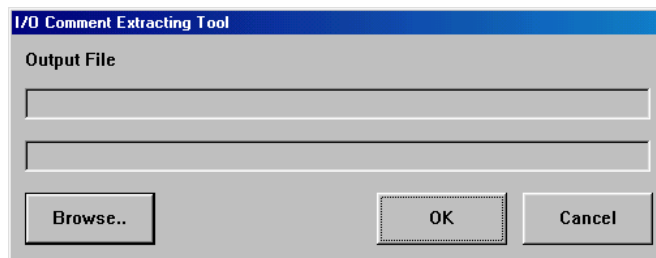 I/O Comment Extracting Tool
Output File
Browse..
OK
Cancel